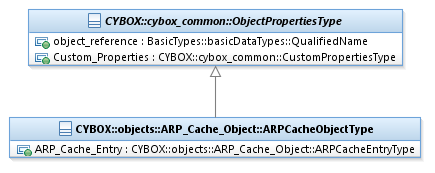 CYBOX::cybox_common::ObjectPropertiesType
object_reference : BasicTypes::basicDataTypes::QualifiedName
Custom_Properties : CYBOX::cybox_common::CustomPropertiesType
CYBOX::objects::ARP_Cache_Object::ARPCacheObjectType
ARP_Cache_Entry : CYBOX::objects::ARP_Cache_Object::ARPCacheEntryType